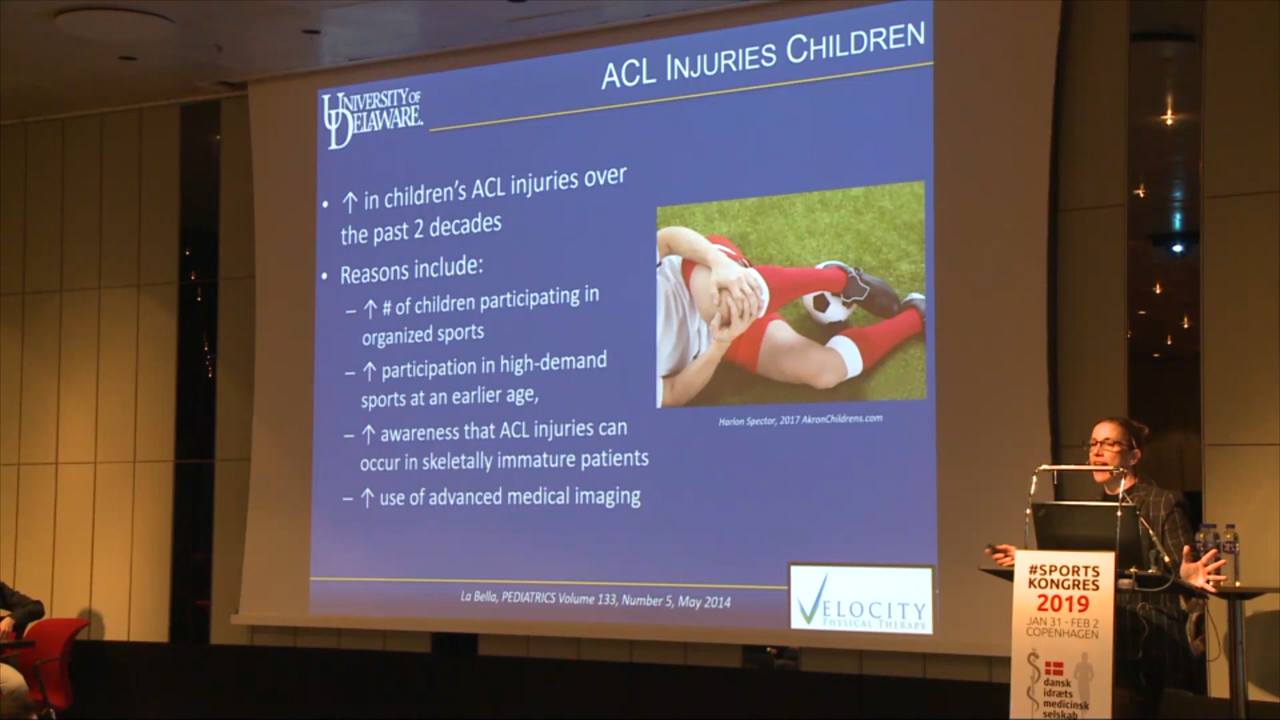 ACL INJURIES CHILDREN
UNIVERSITY OF
DELAWARE.
• ↑ in children's ACL injuries over
the past 2 decades
• Reasons include:
– ↑ # of children participating in
organized sports
– ↑ participation in high-demand
sports at an earlier age,
– ↑ awareness that ACL injuries can
occur in skeletally immature patients
– ↑ use of advanced medical imaging
Harlan Spector, 2017 AkronChildrens.com
La Bella, PEDIATRICS Volume 133, Number 5, May 2014
VELOCITY
PHYSICAL THERAPY
#SPORTS
KONGRES
2019
JAN 31 - FEB 2
COPENHAGEN
dansk
idræts
medicinsk
selskab